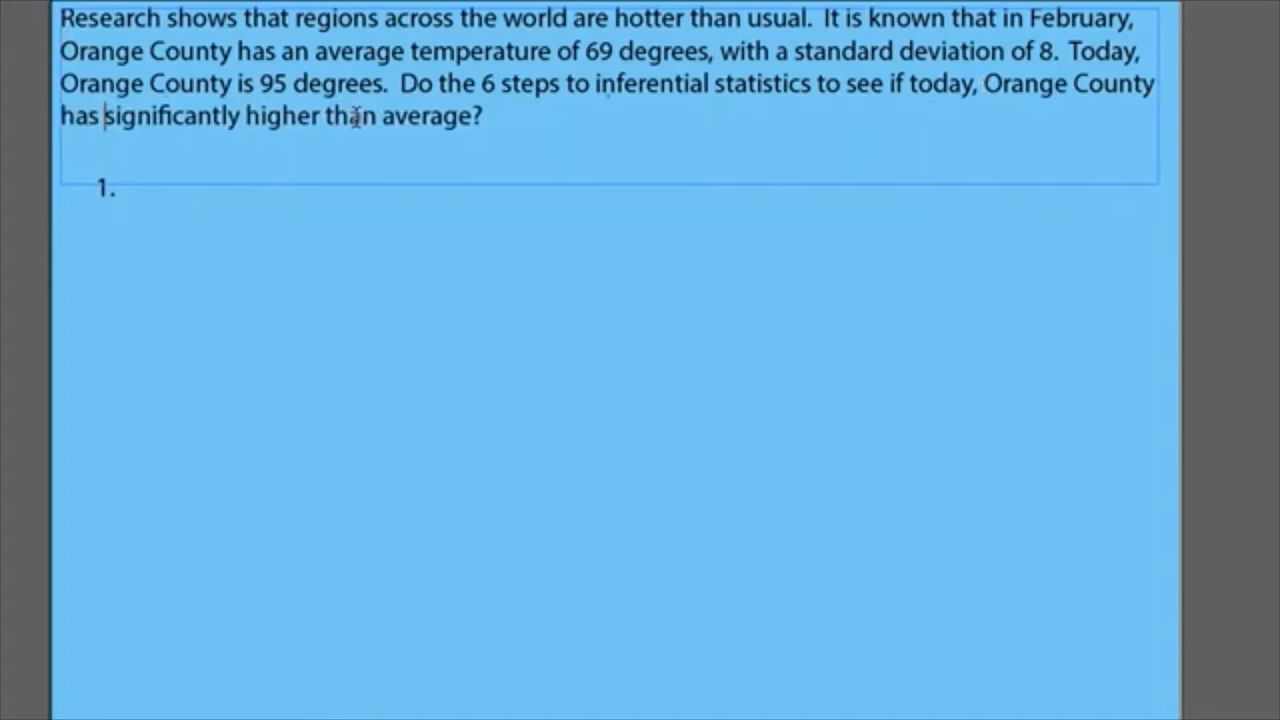 Research shows that regions across the world are hotter than usual. It is known that in February,
Orange County has an average temperature of 69 degrees, with a standard deviation of 8. Today,
Orange County is 95 degrees. Do the 6 steps to inferential statistics to see if today, Orange County
has significantly higher than average?
1.